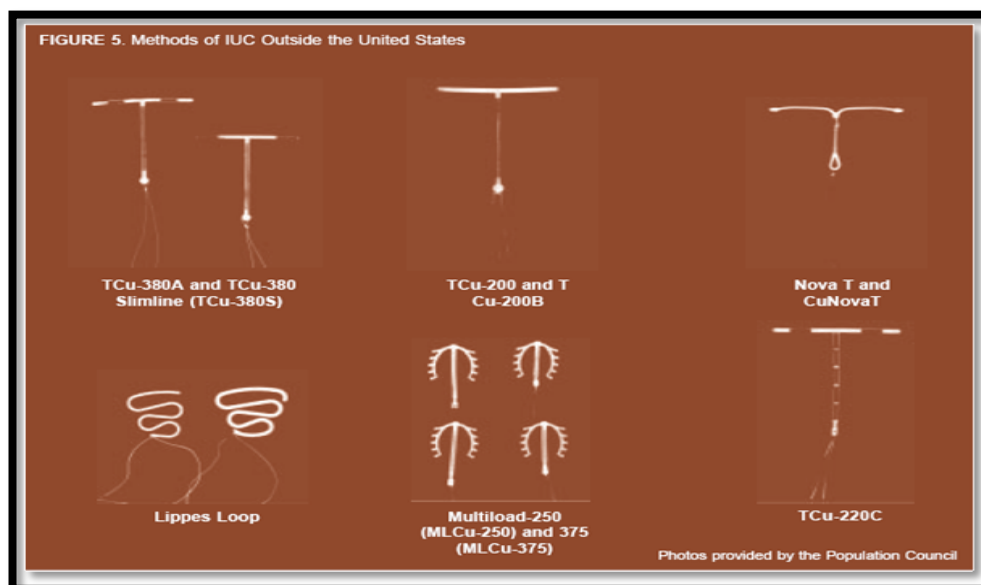 FIGURE 5. Methods of IUC Outside the United States
TCu-380A and TCu-380
Slimline (TCu-380S)
TCu-200 and T
Cu-200B
Nova T and
CuNovaT
Lippes Loop
Multiload-250
(MLCu-250) and 375
(MLCu-375)
TCu-220C
Photos provided by the Population Council